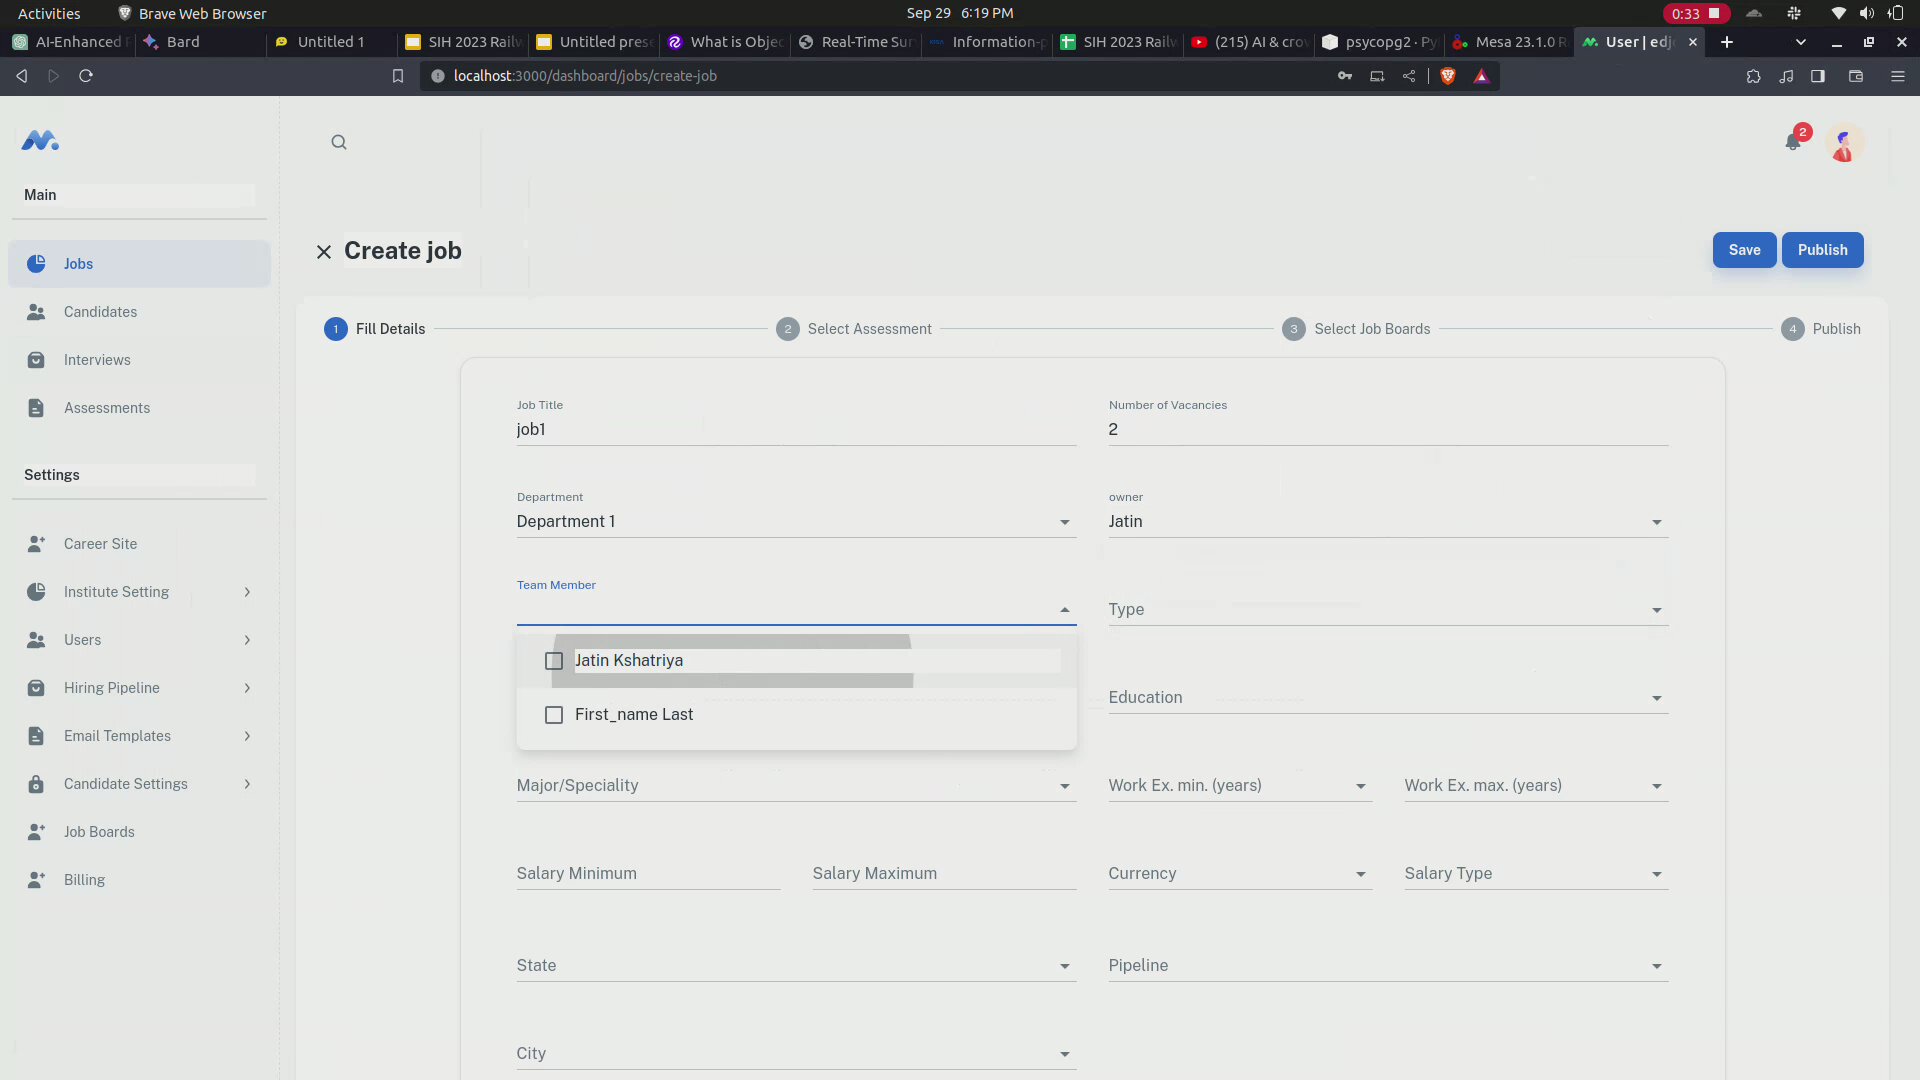 Activities
Brave Web Browser
Sep 29 6:19 PM
0:33
AI-Enhanced
Bard
Untitled 1
SIH 2023 Railw
Untitled prese
What is Objec
Real-Time Sur
Information-p
SIH 2023 Railw
(215) AI & crow
psycopg2 · Py
Mesa 23.1.0 R
User | edj
localhost:3000/dashboard/jobs/create-job
2
Main
Create job
Save
Publish
Jobs
Candidates
Interviews
Assessments
Settings
Career Site
Institute Setting
Users
Hiring Pipeline
Email Templates
Candidate Settings
Job Boards
Billing
1 Fill Details
2 Select Assessment
3 Select Job Boards
4 Publish
Job Title
job1
Number of Vacancies
2
Department
Department 1
owner
Jatin
Team Member
Type
Jatin Kshatriya
First_name Last
Education
Major/Speciality
Work Ex. min. (years)
Work Ex. max. (years)
Salary Minimum
Salary Maximum
Currency
Salary Type
State
Pipeline
City